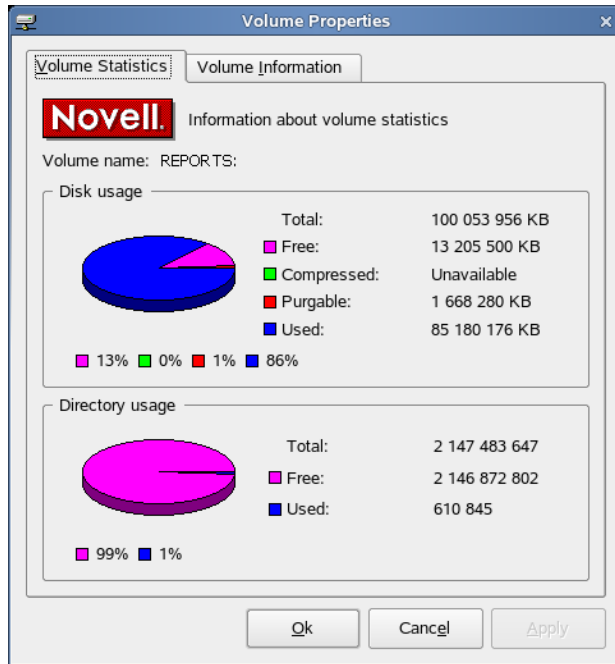 Volume Properties
Volume Statistics Volume Information
Novell. Information about volume statistics
Volume name: REPORTS:
Disk usage
Total: 100 053 956 KB
Free: 13 205 500 KB
Compressed: Unavailable
Purgable: 1 668 280 KB
Used: 85 180 176 KB
13% 0% 1% 86%
Directory usage
Total: 2 147 483 647
Free: 2 146 872 802
Used: 610 845
99% 1%
Ok Cancel Apply